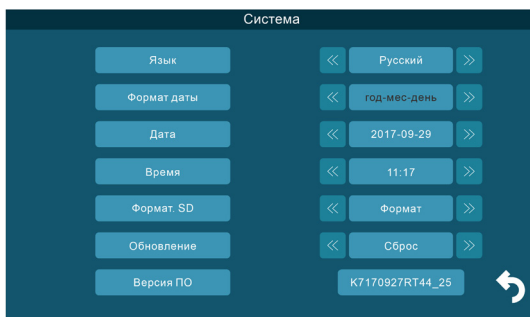 Система
Язык « Русский »
Формат даты « год-мес-день »
Дата « 2017-09-29 »
Время « 11:17 »
Формат. SD « Формат »
Обновление « Сброс »
Версия ПО K7170927RT44_25